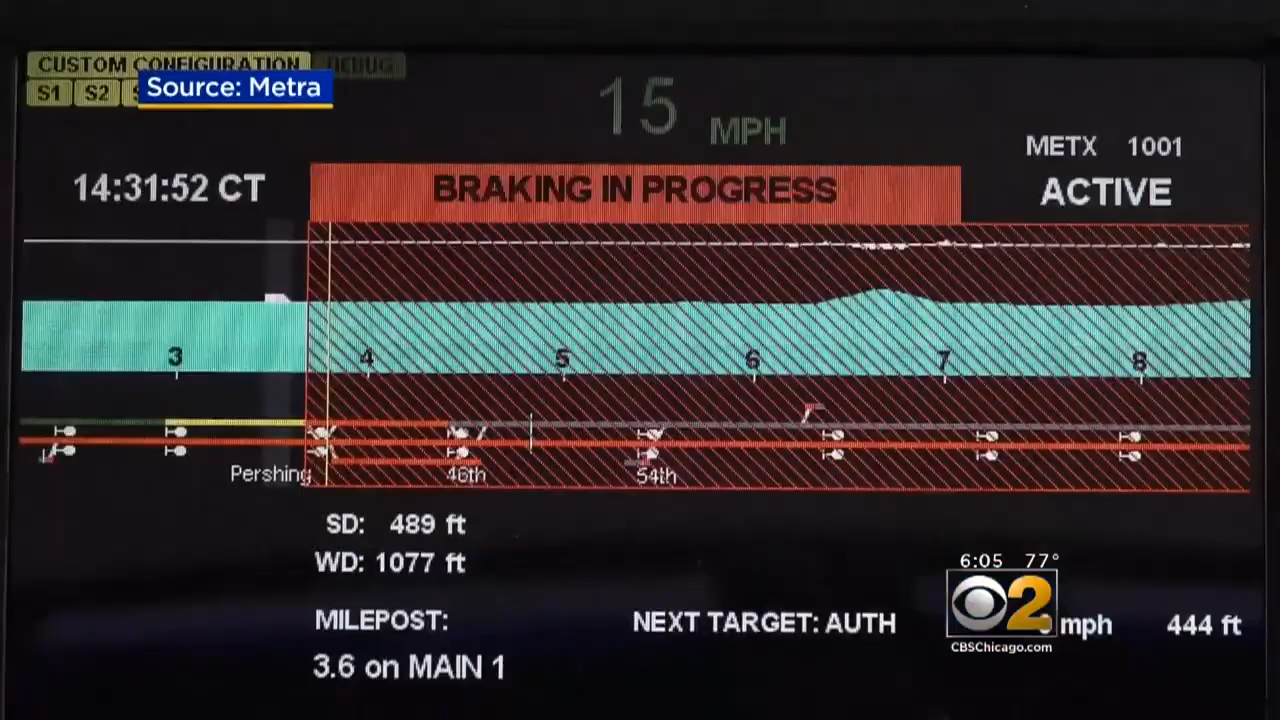 CUSTOM CONFIGURATION DEBUG
S1 S2
Source: Metra
15 MPH
METX 1001
14:31:52 CT
BRAKING IN PROGRESS
ACTIVE
3 4 5 6 7 8
Pershing 46th 54th
SD: 489 ft
WD: 1077 ft
6:05 77°
2
MILEPOST:
NEXT TARGET: AUTH
mph 444 ft
CBSChicago.com
3.6 on MAIN 1